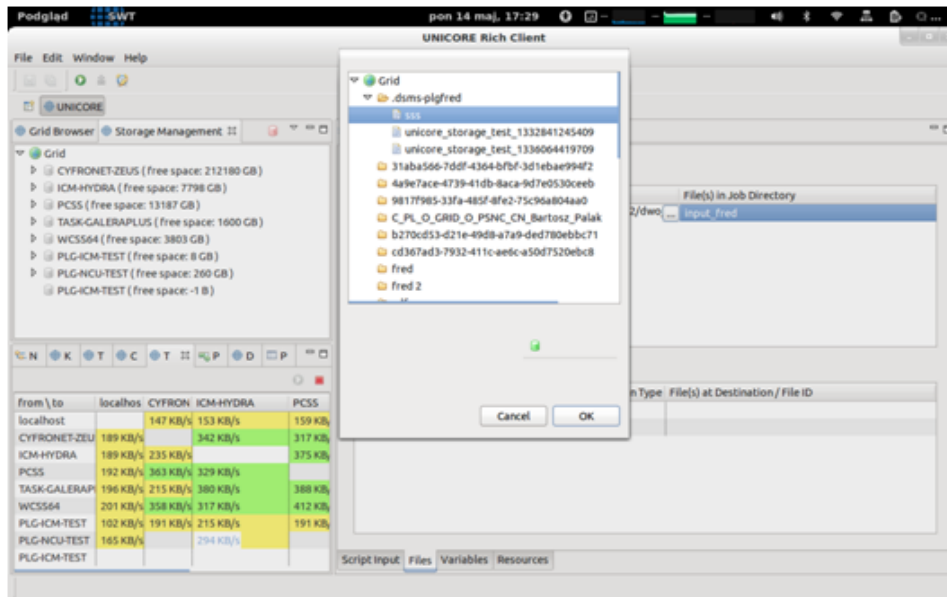 Podgląd SWT pon 14 maj, 17:29
UNICORE Rich Client
File Edit Window Help
UNICORE
Grid Browser Storage Management
Grid
CYFRONET-ZEUS (free space: 212180 GB)
ICM-HYDRA (free space: 7798 GB)
PCSS (free space: 13187 GB)
TASK-GALERAPLUS (free space: 1600 GB)
WCSS64 (free space: 3803 GB)
PLG-ICM-TEST (free space: 8 GB)
PLG-NCU-TEST (free space: 260 GB)
PLG-ICM-TEST (free space: -1 B)
N K T C T P D P
from \ to localhos CYFRON ICM-HYDRA PCSS
localhost 147 KB/s 153 KB/s 159 KB/
CYFRONET-ZEU 189 KB/s 342 KB/s 317 KB/
ICM-HYDRA 189 KB/s 235 KB/s 375 KB/
PCSS 192 KB/s 363 KB/s 329 KB/s
TASK-GALERAP 196 KB/s 215 KB/s 380 KB/s 388 KB/
WCSS64 201 KB/s 358 KB/s 317 KB/s 412 KB/
PLG-ICM-TEST 102 KB/s 191 KB/s 215 KB/s 191 KB/
PLG-NCU-TEST 165 KB/s 294 KB/s
PLG-ICM-TEST
Grid
.dsms-plgfred
sss
unicore_storage_test_1332841245409
unicore_storage_test_1336064419709
31aba566-7ddf-4364-bfbf-3d1ebae994f2
4a9e7ace-4739-41db-8aca-9d7e0530ceeb
9817f985-33fa-485f-8fe2-75c96a804aa0
C_PL_O_GRID_O_PSNC_CN_Bartosz_Palak
b270cd53-d21e-49d8-a7a9-ded780ebbc71
cd367ad3-7932-411c-ae6c-a50d7520ebc8
fred
fred 2
Cancel OK
File(s) in Job Directory
2/dwo ... input_fred
n Type File(s) at Destination / File ID
Script Input Files Variables Resources